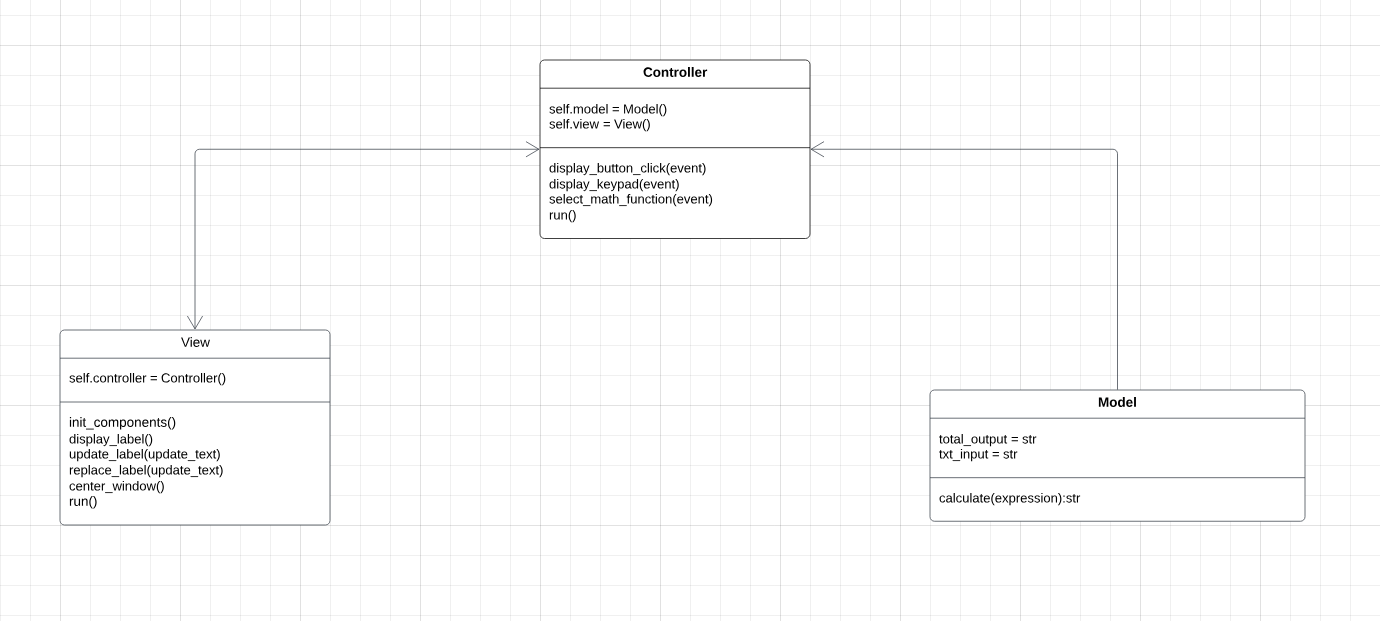 Controller
self.model = Model()
self.view = View()
display_button_click(event)
display_keypad(event)
select_math_function(event)
run()
View
self.controller = Controller()
init_components()
display_label()
update_label(update_text)
replace_label(update_text)
center_window()
run()
Model
total_output = str
txt_input = str
calculate(expression):str